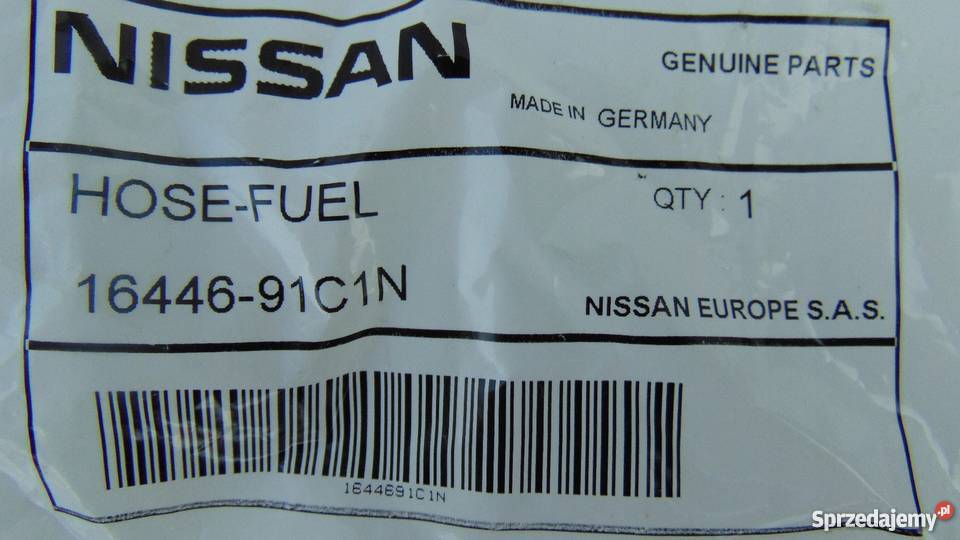 NISSAN
GENUINE PARTS
MADE IN GERMANY
HOSE-FUEL
QTY : 1
16446-91C1N
NISSAN EUROPE S.A.S.
1644691C1N
Sprzedajemy.pl